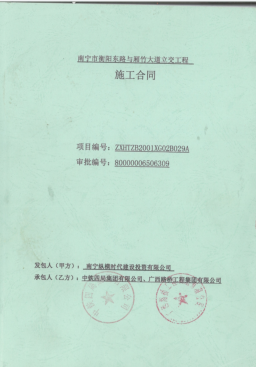 南宁市衡阳东路与厢竹大道立交工程
施工合同
项目编号：ZXHTZB2001XG02B029A
审批编号：80000006506309
发包人（甲方）：南宁纵横时代建设投资有限公司
承包人（乙方）：中铁四局集团有限公司，广西路桥工程集团有限公司